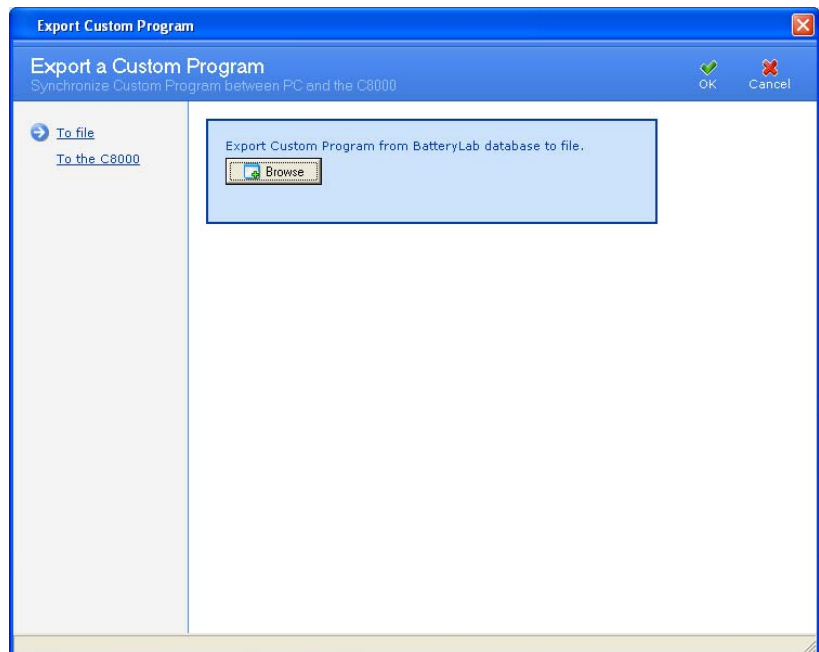 Export Custom Program
Export a Custom Program
Synchronize Custom Program between PC and the C8000
OK
Cancel
To file
To the C8000
Export Custom Program from BatteryLab database to file.
Browse